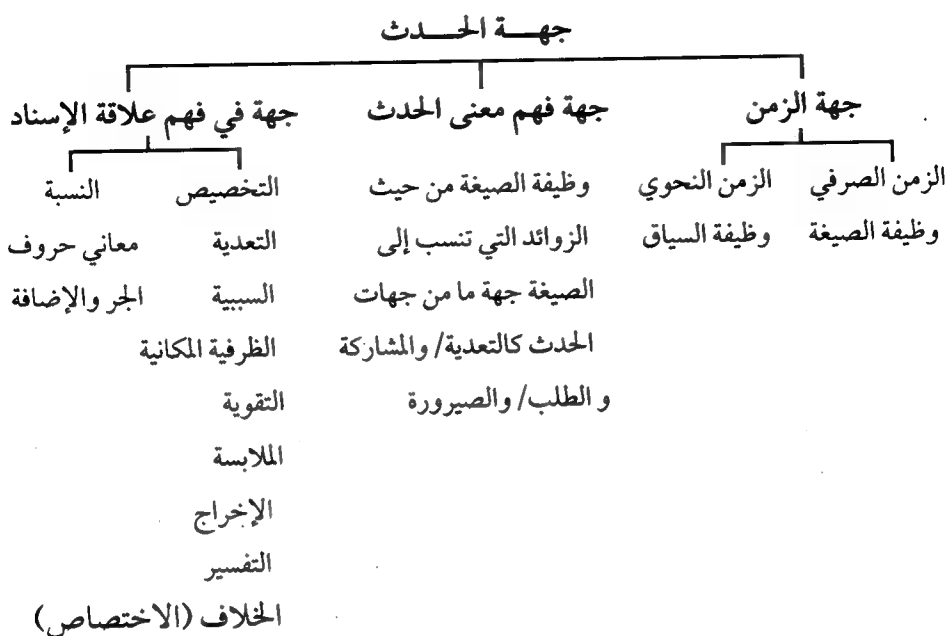 جهـــة الحـــدث
جهة الزمن جهة فهم معنى الحدث جهة في فهم علاقة الإسناد
الزمن الصرفي الزمن النحوي وظيفة الصيغة من حيث التخصيص النسبة
وظيفة الصيغة وظيفة السياق الزوائد التي تنسب إلى التعدية معاني حروف
الصيغة جهة ما من جهات السببية الجر والإضافة
الحدث كالتعدية/ والمشاركة الظرفية المكانية
و الطلب/ والصيرورة التقوية
الملابسة
الإخراج
التفسير
الخلاف (الاختصاص)